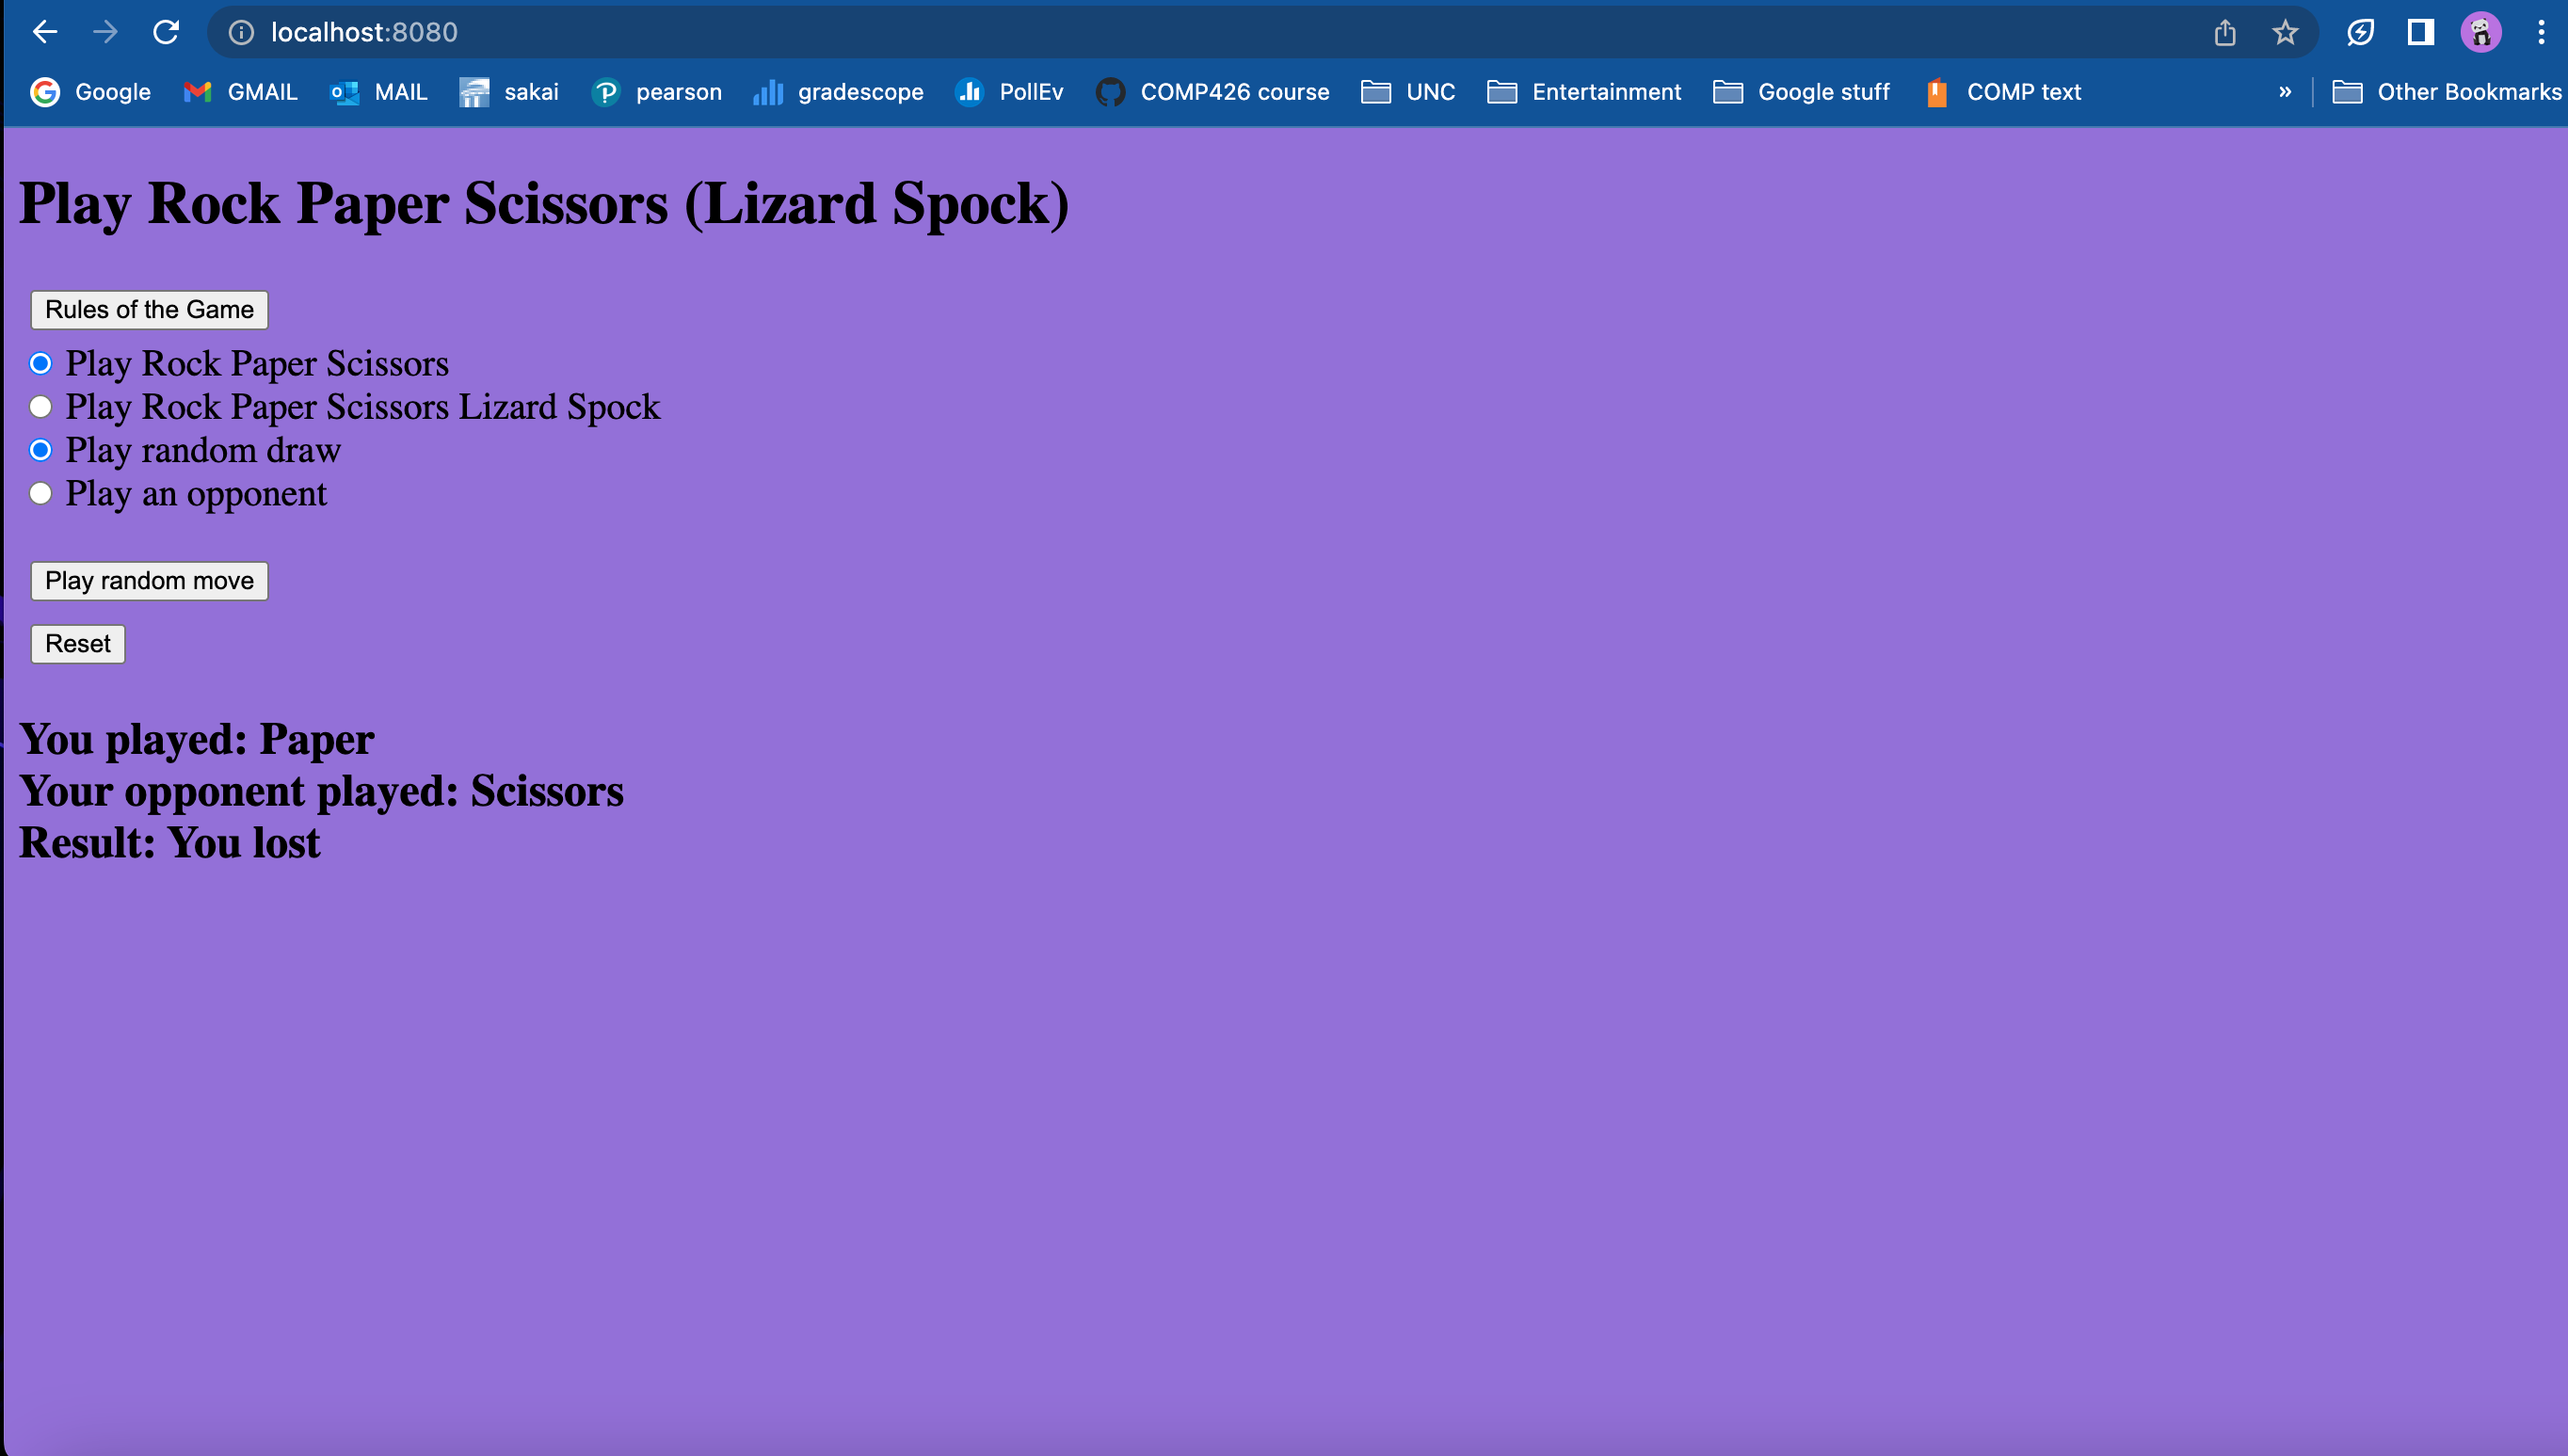 localhost:8080
Google GMAIL MAIL sakai pearson gradescope PollEv COMP426 course UNC Entertainment Google stuff COMP text » Other Bookmarks
Play Rock Paper Scissors (Lizard Spock)
Rules of the Game
Play Rock Paper Scissors
Play Rock Paper Scissors Lizard Spock
Play random draw
Play an opponent
Play random move
Reset
You played: Paper
Your opponent played: Scissors
Result: You lost